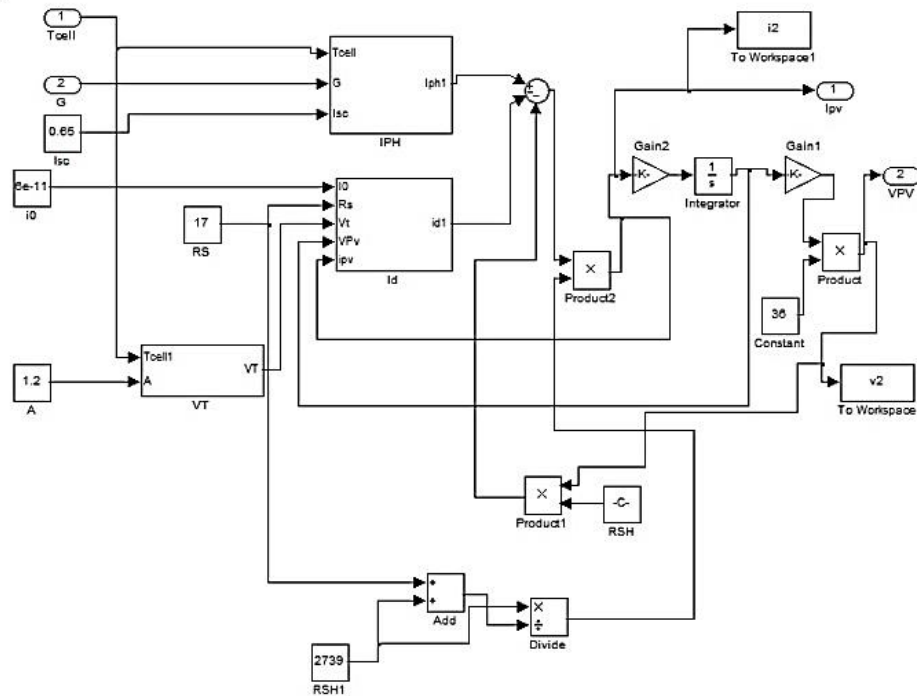 1
Tcell
2
G
0.65
Isc
6e-11
i0
17
RS
1.2
A
Tcell
G
Isc
Iph1
IPH
I0
Rs
Vt
VPv
ipv
id1
Id
Tcell1
A
VT
VT
+
-
-
×
Product2
Gain2
-K-
1
s
Integrator
Gain1
-K-
i2
To Workspace1
1
Ipv
2
VPV
×
Product
36
Constant
v2
To Workspace
×
Product1
-C-
RSH
+
+
Add
×
÷
Divide
2739
RSH1